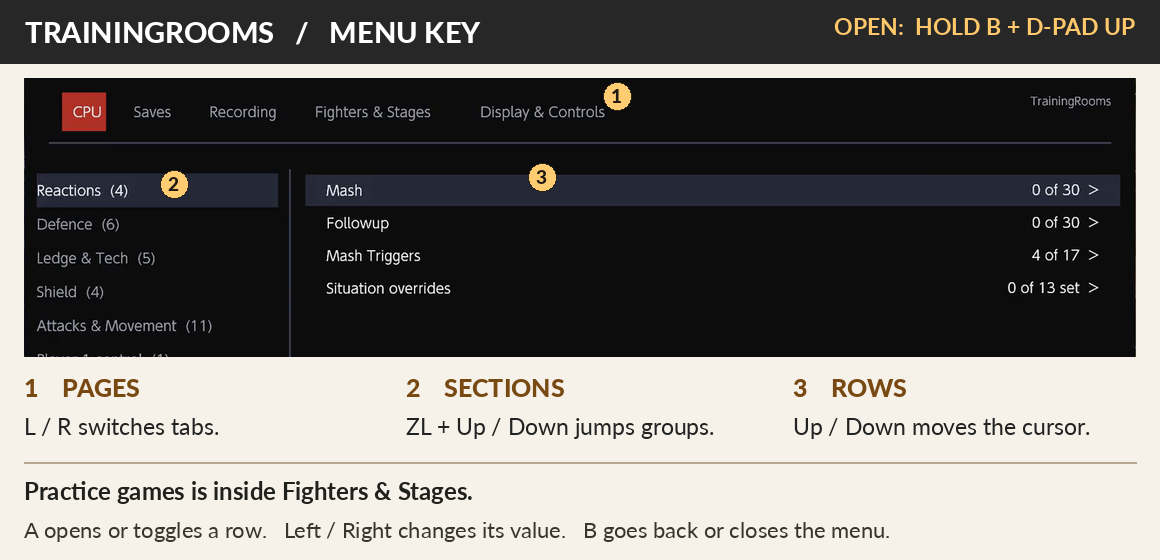 TRAININGROOMS / MENU KEY
OPEN: HOLD B + D-PAD UP
CPU Saves Recording Fighters & Stages Display & Controls 1
TrainingRooms
Reactions (4) 2
Defence (6)
Ledge & Tech (5)
Shield (4)
Attacks & Movement (11)
Player 1 control (1)
3
Mash 0 of 30 >
Followup 0 of 30 >
Mash Triggers 4 of 17 >
Situation overrides 0 of 13 set >
1 PAGES
L / R switches tabs.
2 SECTIONS
ZL + Up / Down jumps groups.
3 ROWS
Up / Down moves the cursor.
Practice games is inside Fighters & Stages.
A opens or toggles a row. Left / Right changes its value. B goes back or closes the menu.